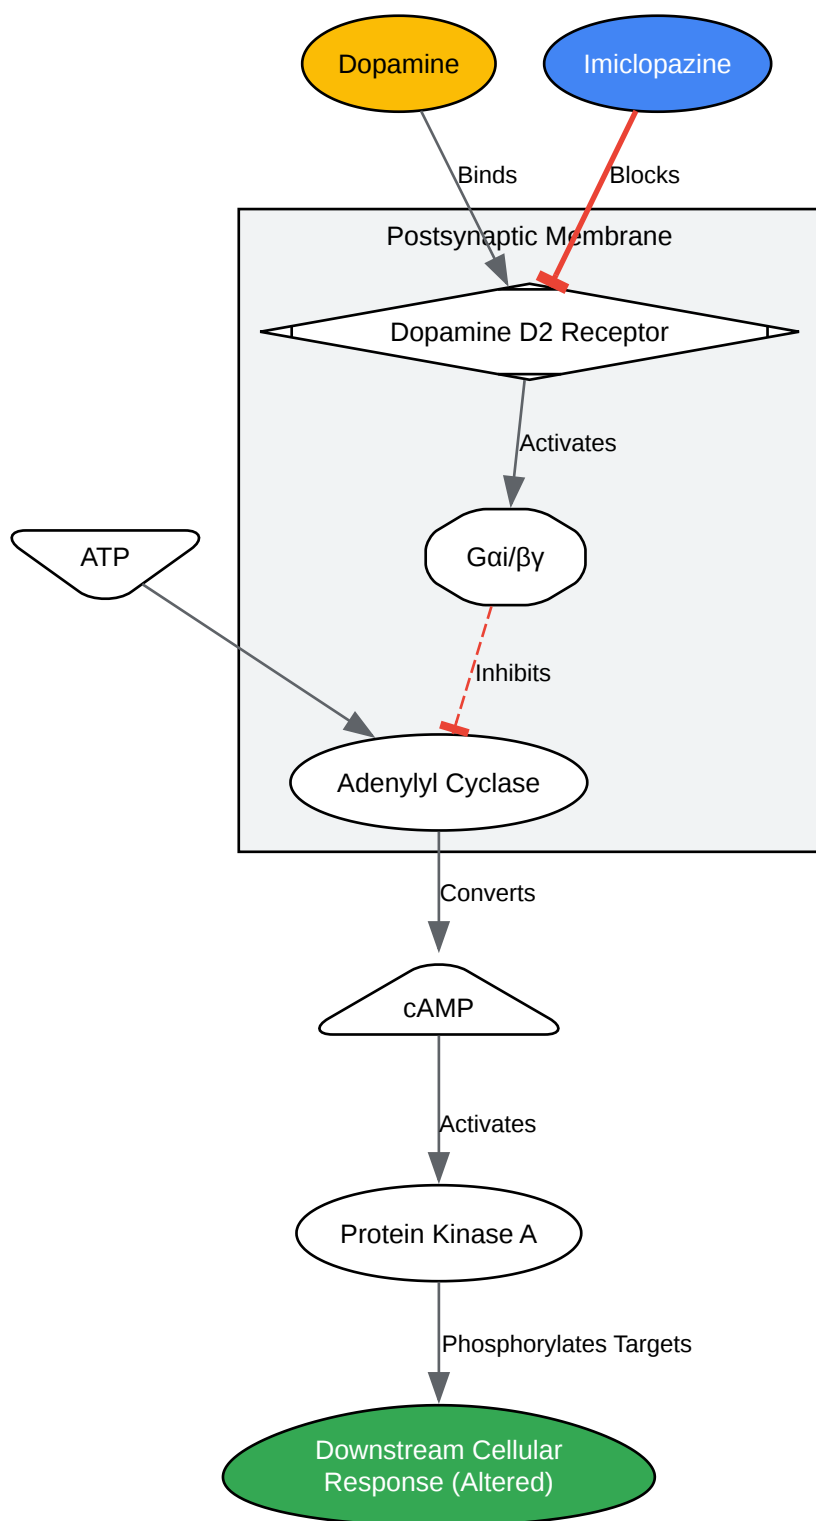 Dopamine
Imiclopazine
Binds
Blocks
Postsynaptic Membrane
Dopamine D2 Receptor
Activates
ATP
Gαi/βγ
Inhibits
Adenylyl Cyclase
Converts
cAMP
Activates
Protein Kinase A
Phosphorylates Targets
Downstream Cellular
Response (Altered)